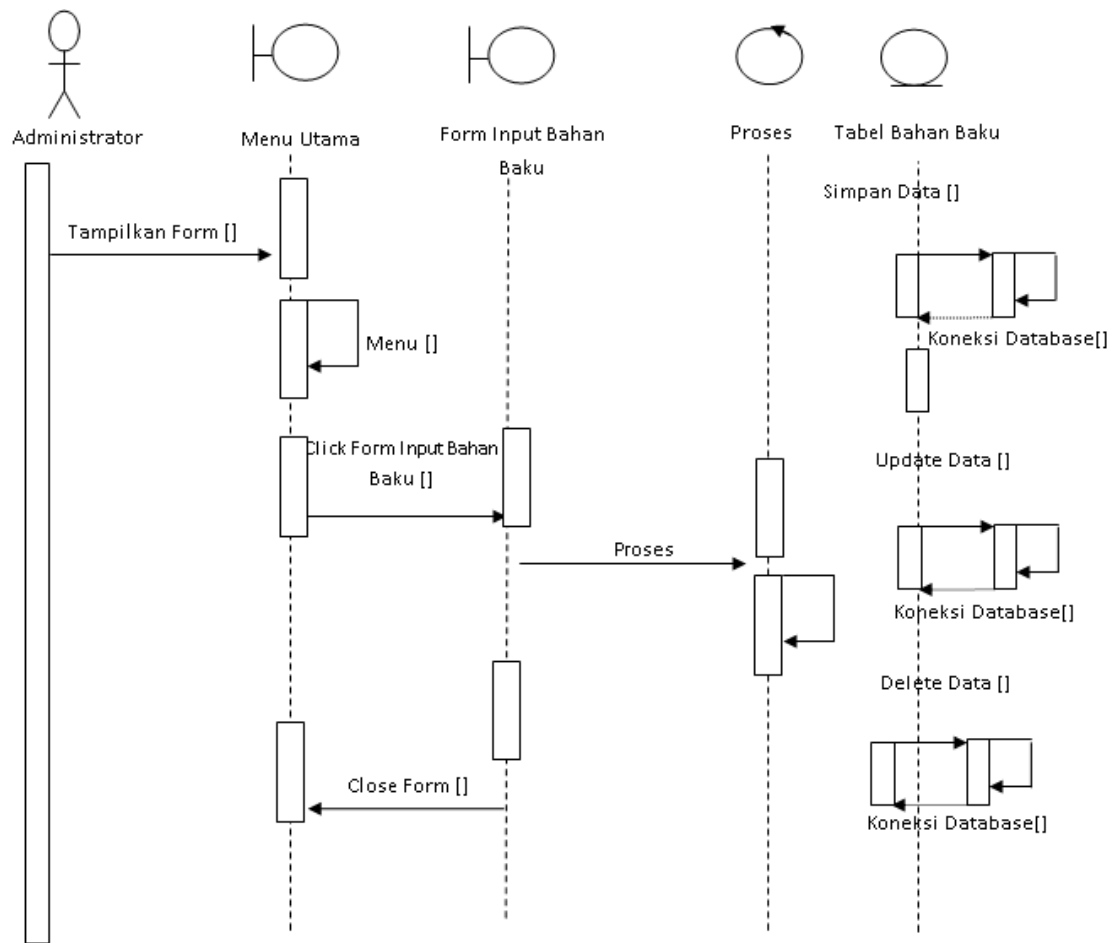 Administrator
Menu Utama
Form Input Bahan
Baku
Proses
Tabel Bahan Baku
Simpan Data []
Tampilkan Form []
Koneksi Database[]
Menu []
Click Form Input Bahan
Baku []
Update Data []
Proses
Koneksi Database[]
Delete Data []
Close Form []
Koneksi Database[]